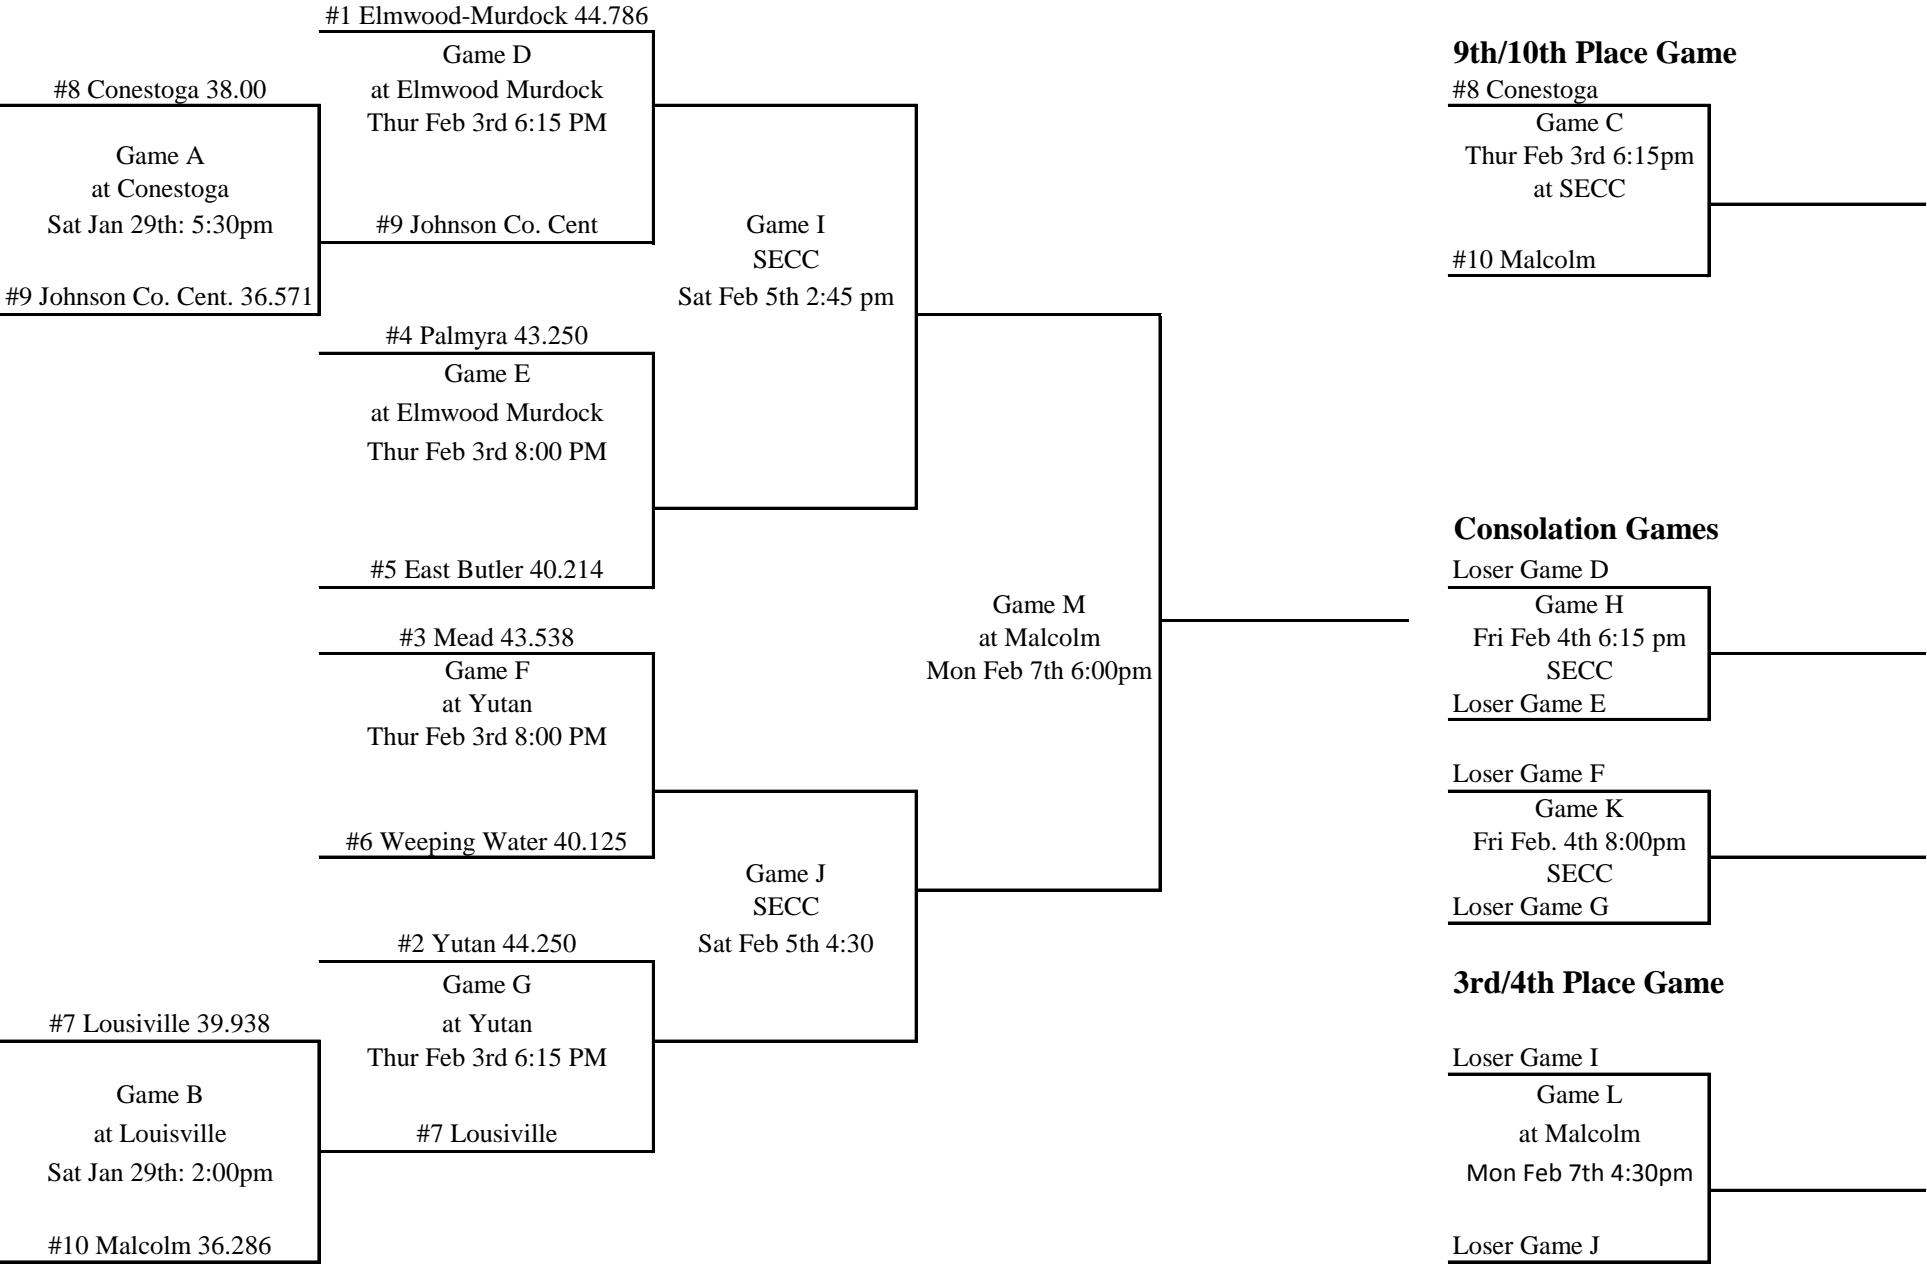 #1 Elmwood-Murdock 44.786
Game D
at Elmwood Murdock
Thur Feb 3rd 6:15 PM
#9 Johnson Co. Cent
#8 Conestoga 38.00
Game A
at Conestoga
Sat Jan 29th: 5:30pm
#9 Johnson Co. Cent. 36.571
#4 Palmyra 43.250
Game E
at Elmwood Murdock
Thur Feb 3rd 8:00 PM
#5 East Butler 40.214
#3 Mead 43.538
Game F
at Yutan
Thur Feb 3rd 8:00 PM
#6 Weeping Water 40.125
#2 Yutan 44.250
Game G
at Yutan
Thur Feb 3rd 6:15 PM
#7 Lousiville
#7 Lousiville 39.938
Game B
at Louisville
Sat Jan 29th: 2:00pm
#10 Malcolm 36.286
Game I
SECC
Sat Feb 5th 2:45 pm
Game J
SECC
Sat Feb 5th 4:30
Game M
at Malcolm
Mon Feb 7th 6:00pm
9th/10th Place Game
#8 Conestoga
Game C
Thur Feb 3rd 6:15pm
at SECC
#10 Malcolm
Consolation Games
Loser Game D
Game H
Fri Feb 4th 6:15 pm
SECC
Loser Game E
Loser Game F
Game K
Fri Feb. 4th 8:00pm
SECC
Loser Game G
3rd/4th Place Game
Loser Game I
Game L
at Malcolm
Mon Feb 7th 4:30pm
Loser Game J